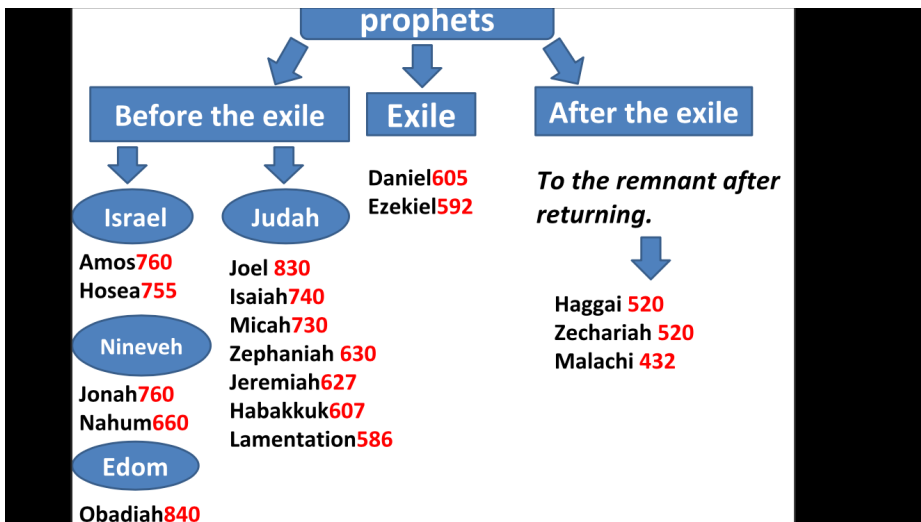 prophets
Before the exile
Exile
After the exile
Israel
Amos760
Hosea755
Nineveh
Jonah760
Nahum660
Edom
Obadiah840
Judah
Joel 830
Isaiah740
Micah730
Zephaniah 630
Jeremiah627
Habakkuk607
Lamentation586
Daniel605
Ezekiel592
To the remnant after
returning.
Haggai 520
Zechariah 520
Malachi 432